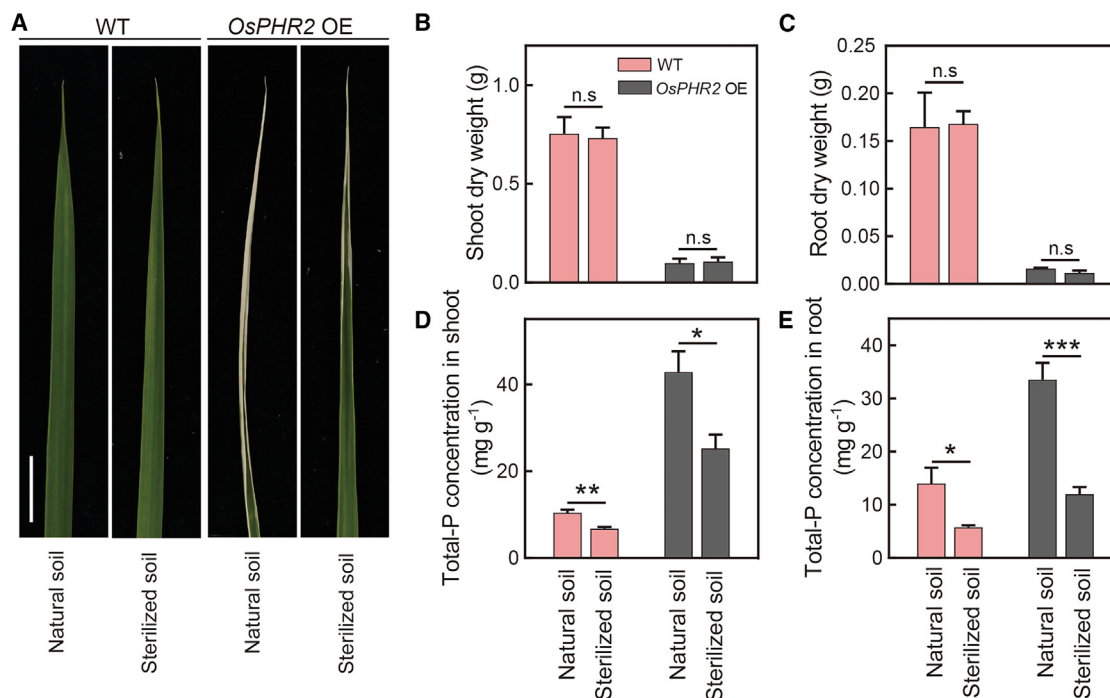 A
WT
OsPHR2 OE
Natural soil
Sterilized soil
Natural soil
Sterilized soil
B
Shoot dry weight (g)
1.0
0.5
0.0
n.s
n.s
WT
OsPHR2 OE
C
Root dry weight (g)
0.25
0.20
0.15
0.10
0.05
0.00
n.s
n.s
D
Total-P concentration in shoot
(mg g-1)
40
20
0
**
*
Natural soil
Sterilized soil
Natural soil
Sterilized soil
E
Total-P concentration in root
(mg g-1)
40
30
20
10
0
*
***
Natural soil
Sterilized soil
Natural soil
Sterilized soil